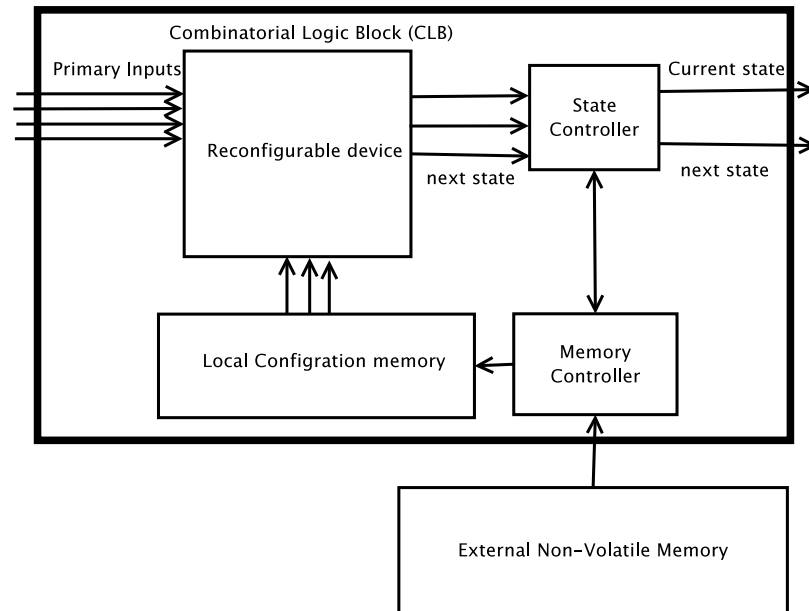 Combinatorial Logic Block (CLB)
Primary Inputs
Current state
State
Controller
Reconfigurable device
next state
next state
Local Configration memory
Memory
Controller
External Non-Volatile Memory